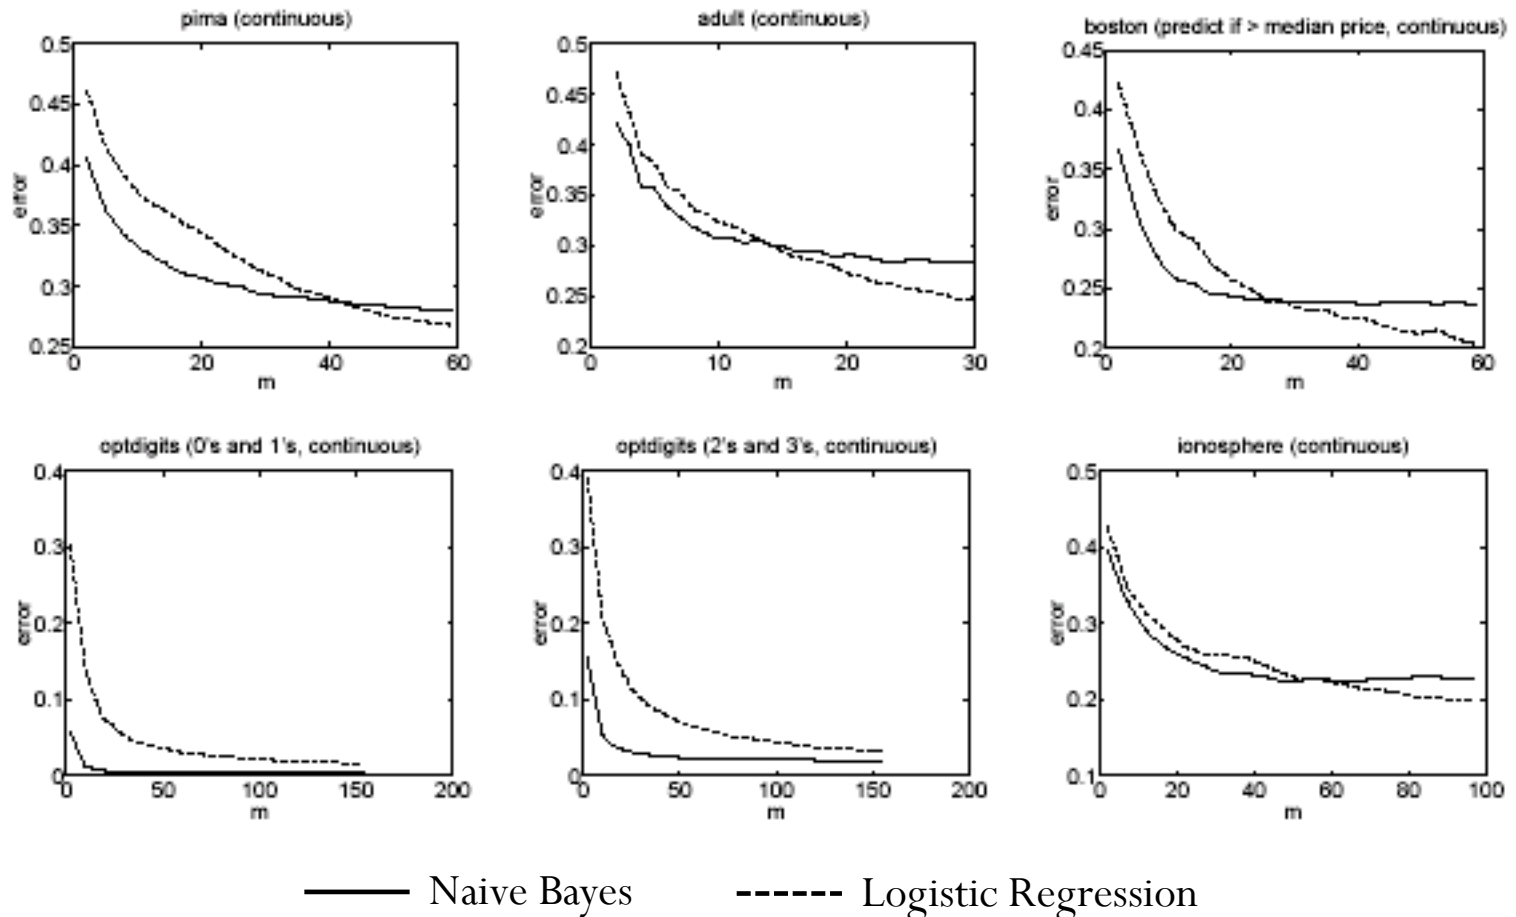 pima (continuous)
0.5
0.45
0.4
0.35
0.3
0.25
error
0 20 40 60
m
adult (continuous)
0.5
0.45
0.4
0.35
0.3
0.25
0.2
error
0 10 20 30
m
boston (predict if > median price, continuous)
0.45
0.4
0.35
0.3
0.25
0.2
error
0 20 40 60
m
optdigits (0's and 1's, continuous)
0.4
0.3
0.2
0.1
0
error
0 50 100 150 200
m
optdigits (2's and 3's, continuous)
0.4
0.3
0.2
0.1
0
error
0 50 100 150 200
m
ionosphere (continuous)
0.5
0.4
0.3
0.2
0.1
error
0 20 40 60 80 100
m
Naive Bayes
Logistic Regression